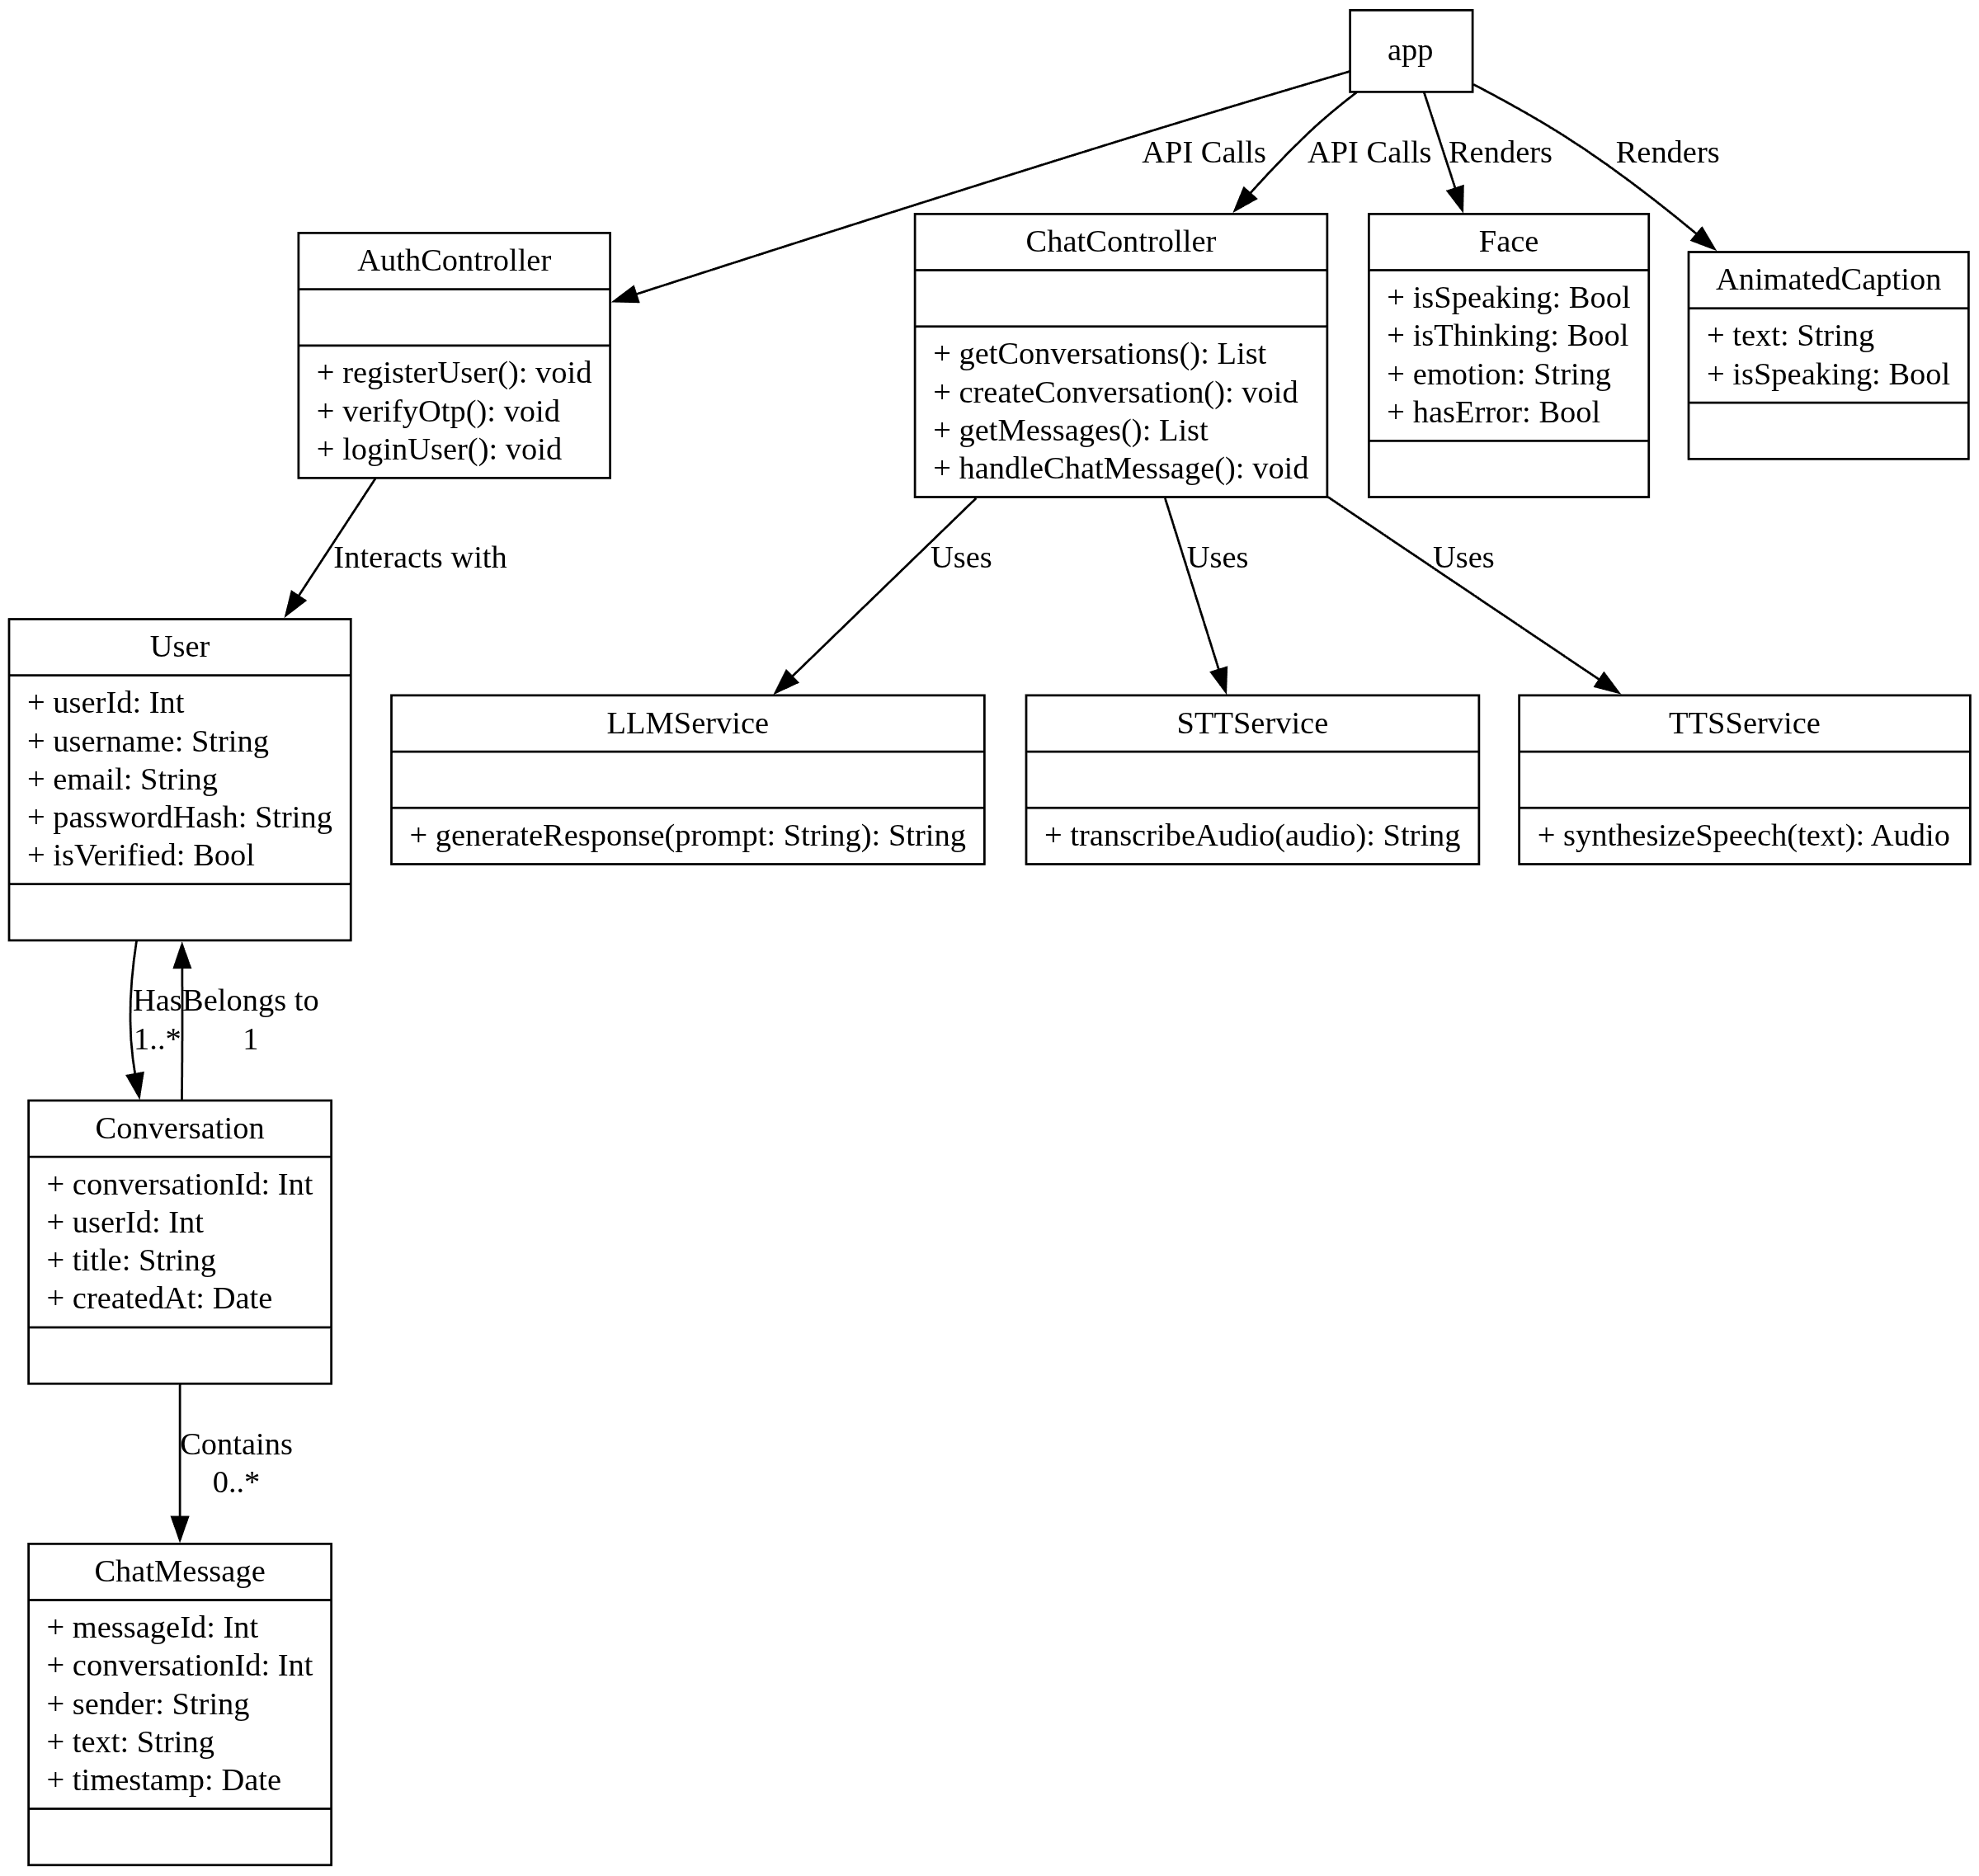 app
API Calls
API Calls
Renders
Renders
AuthController
+ registerUser(): void
+ verifyOtp(): void
+ loginUser(): void
ChatController
+ getConversations(): List
+ createConversation(): void
+ getMessages(): List
+ handleChatMessage(): void
Face
+ isSpeaking: Bool
+ isThinking: Bool
+ emotion: String
+ hasError: Bool
AnimatedCaption
+ text: String
+ isSpeaking: Bool
Interacts with
Uses
Uses
Uses
User
+ userId: Int
+ username: String
+ email: String
+ passwordHash: String
+ isVerified: Bool
LLMService
+ generateResponse(prompt: String): String
STTService
+ transcribeAudio(audio): String
TTSService
+ synthesizeSpeech(text): Audio
Has
1..*
Belongs to
1
Conversation
+ conversationId: Int
+ userId: Int
+ title: String
+ createdAt: Date
Contains
0..*
ChatMessage
+ messageId: Int
+ conversationId: Int
+ sender: String
+ text: String
+ timestamp: Date